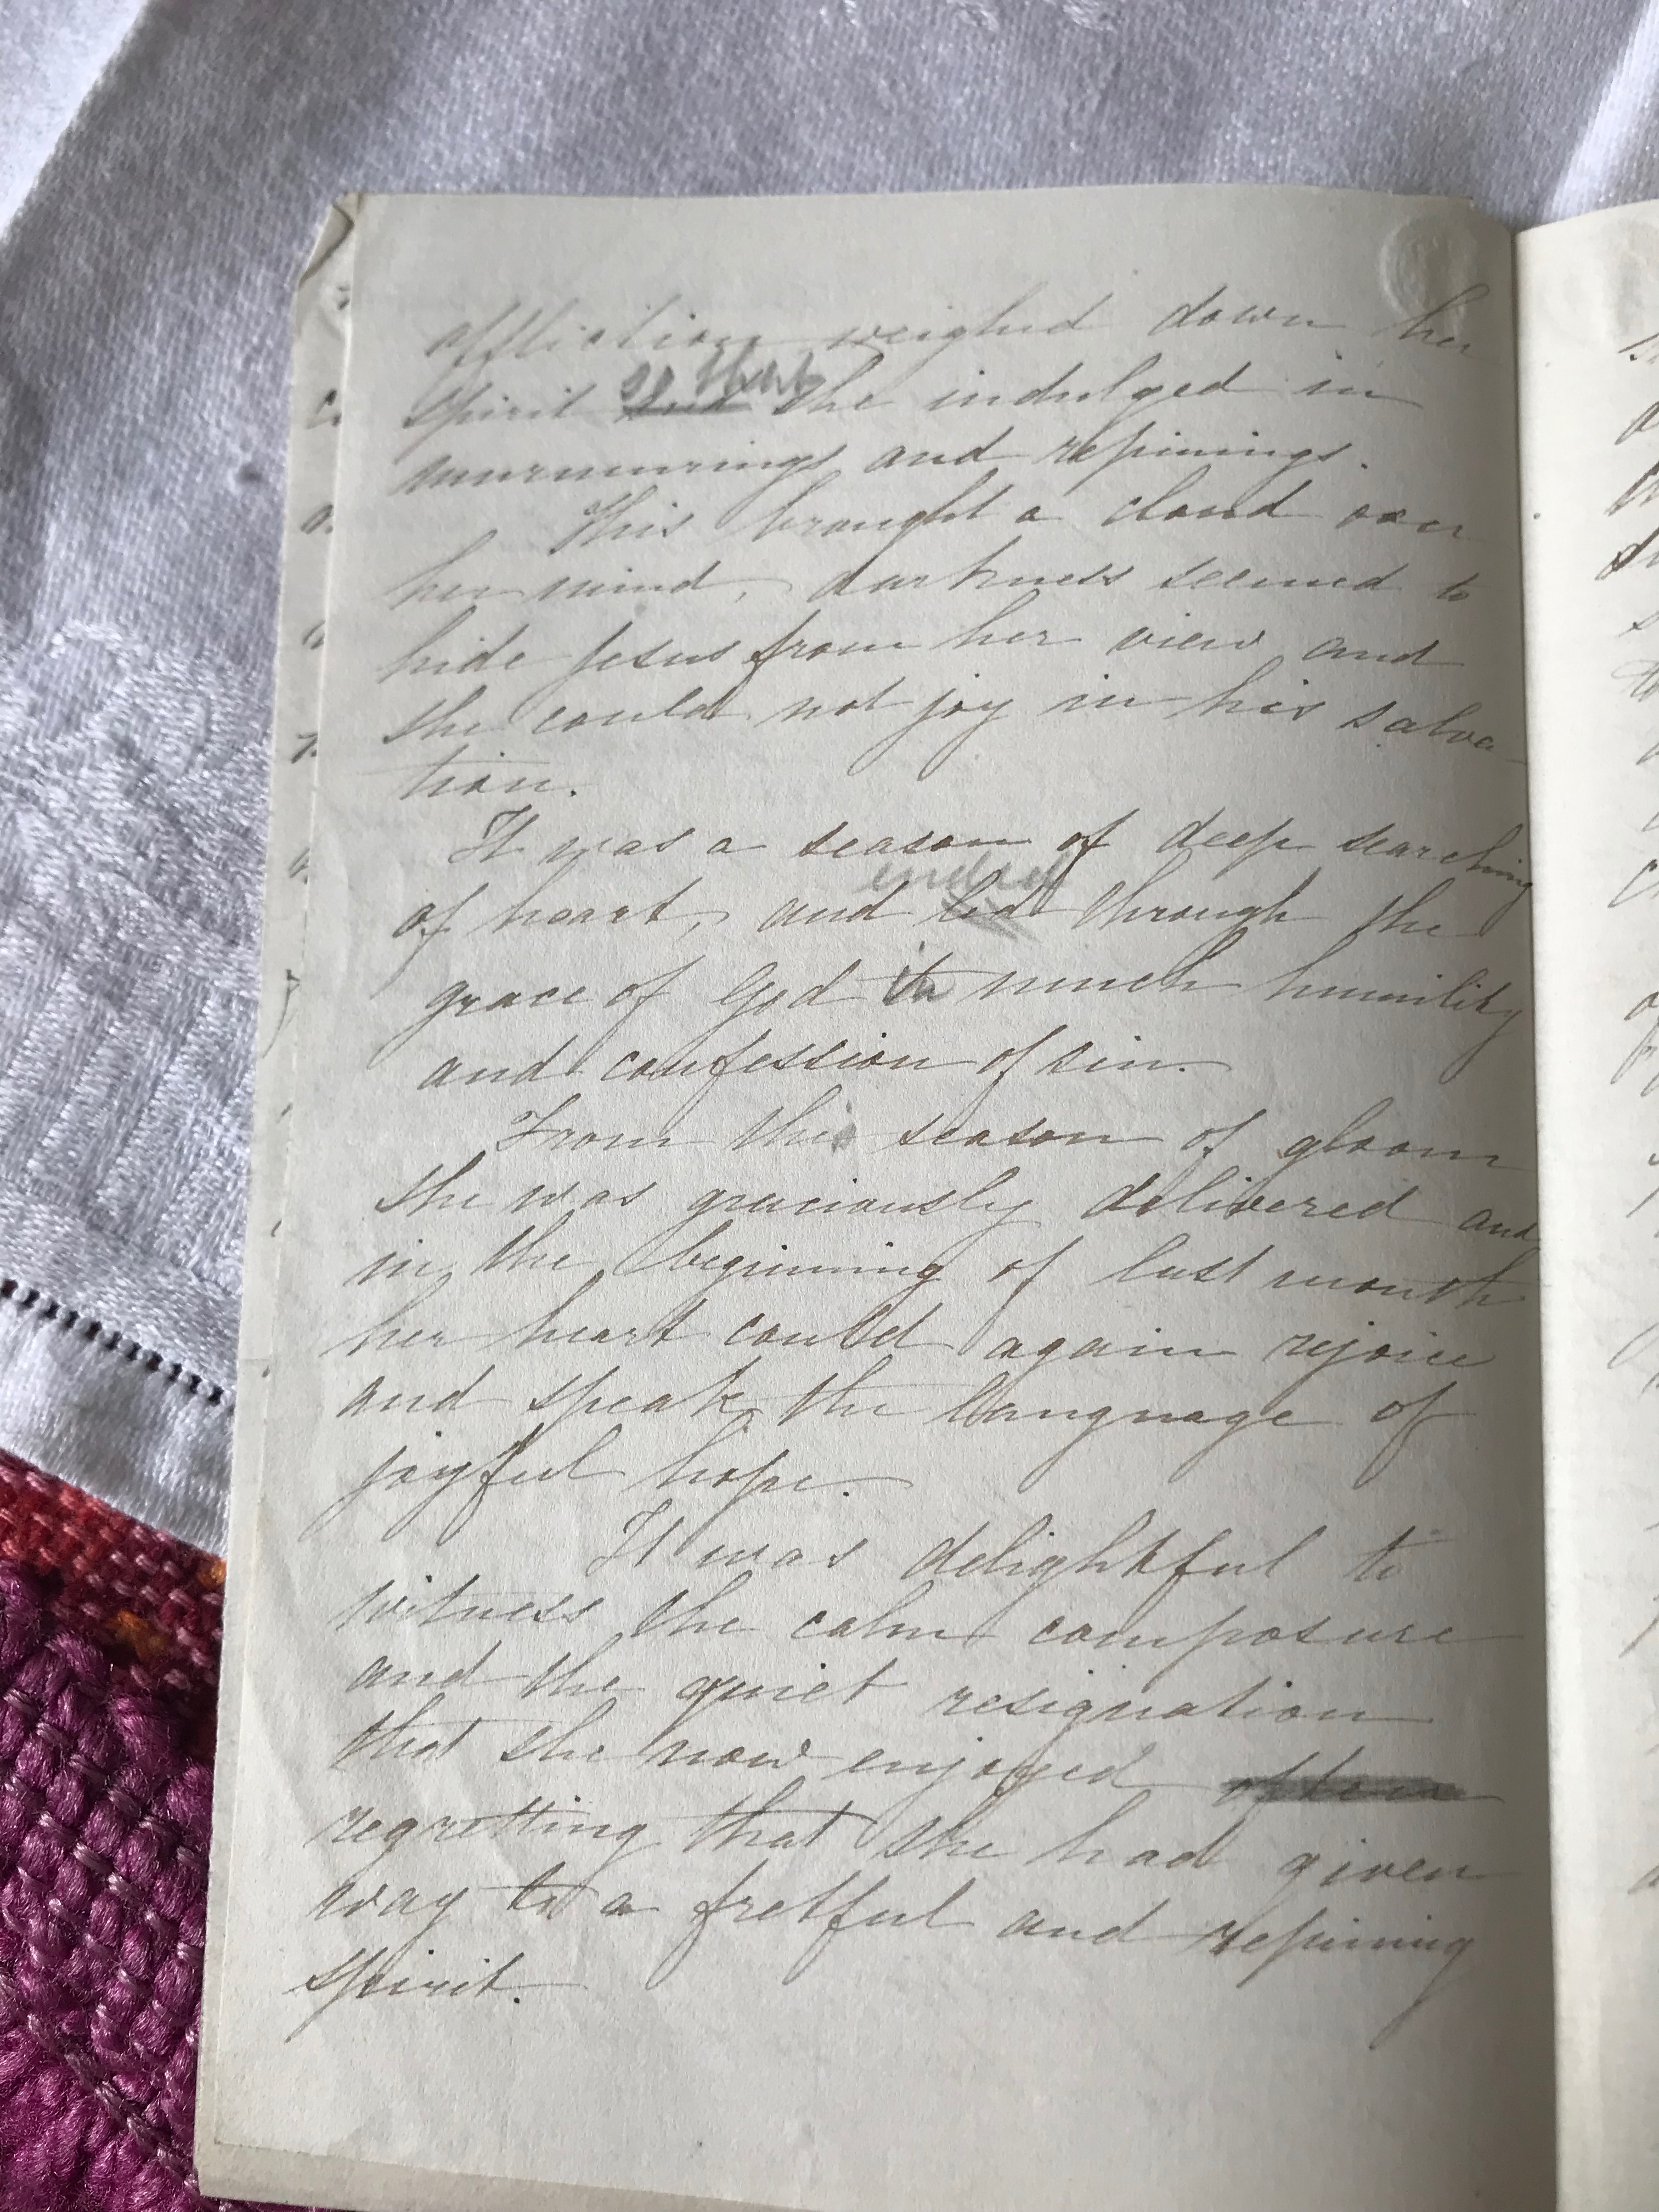 affliction weighed down her
so that
spirit and she indulged in
murmurings and repinings.
This brought a cloud over
her mind, darkness seemed to
hide Jesus from her view and
she could not joy in his salva-
tion.
It was a season of deep searching
ended
of heart, and led through the
grace of God in much humility
and confession of sin.
From this season of gloom
she was graciously delivered and
in the beginning of last month
her heart could again rejoice
and speak the language of
joyful hope.
It was delightful to
witness the calm composure
and the quiet resignation
that she now enjoyed often
regretting that she had given
way to a fretful and repining
spirit.